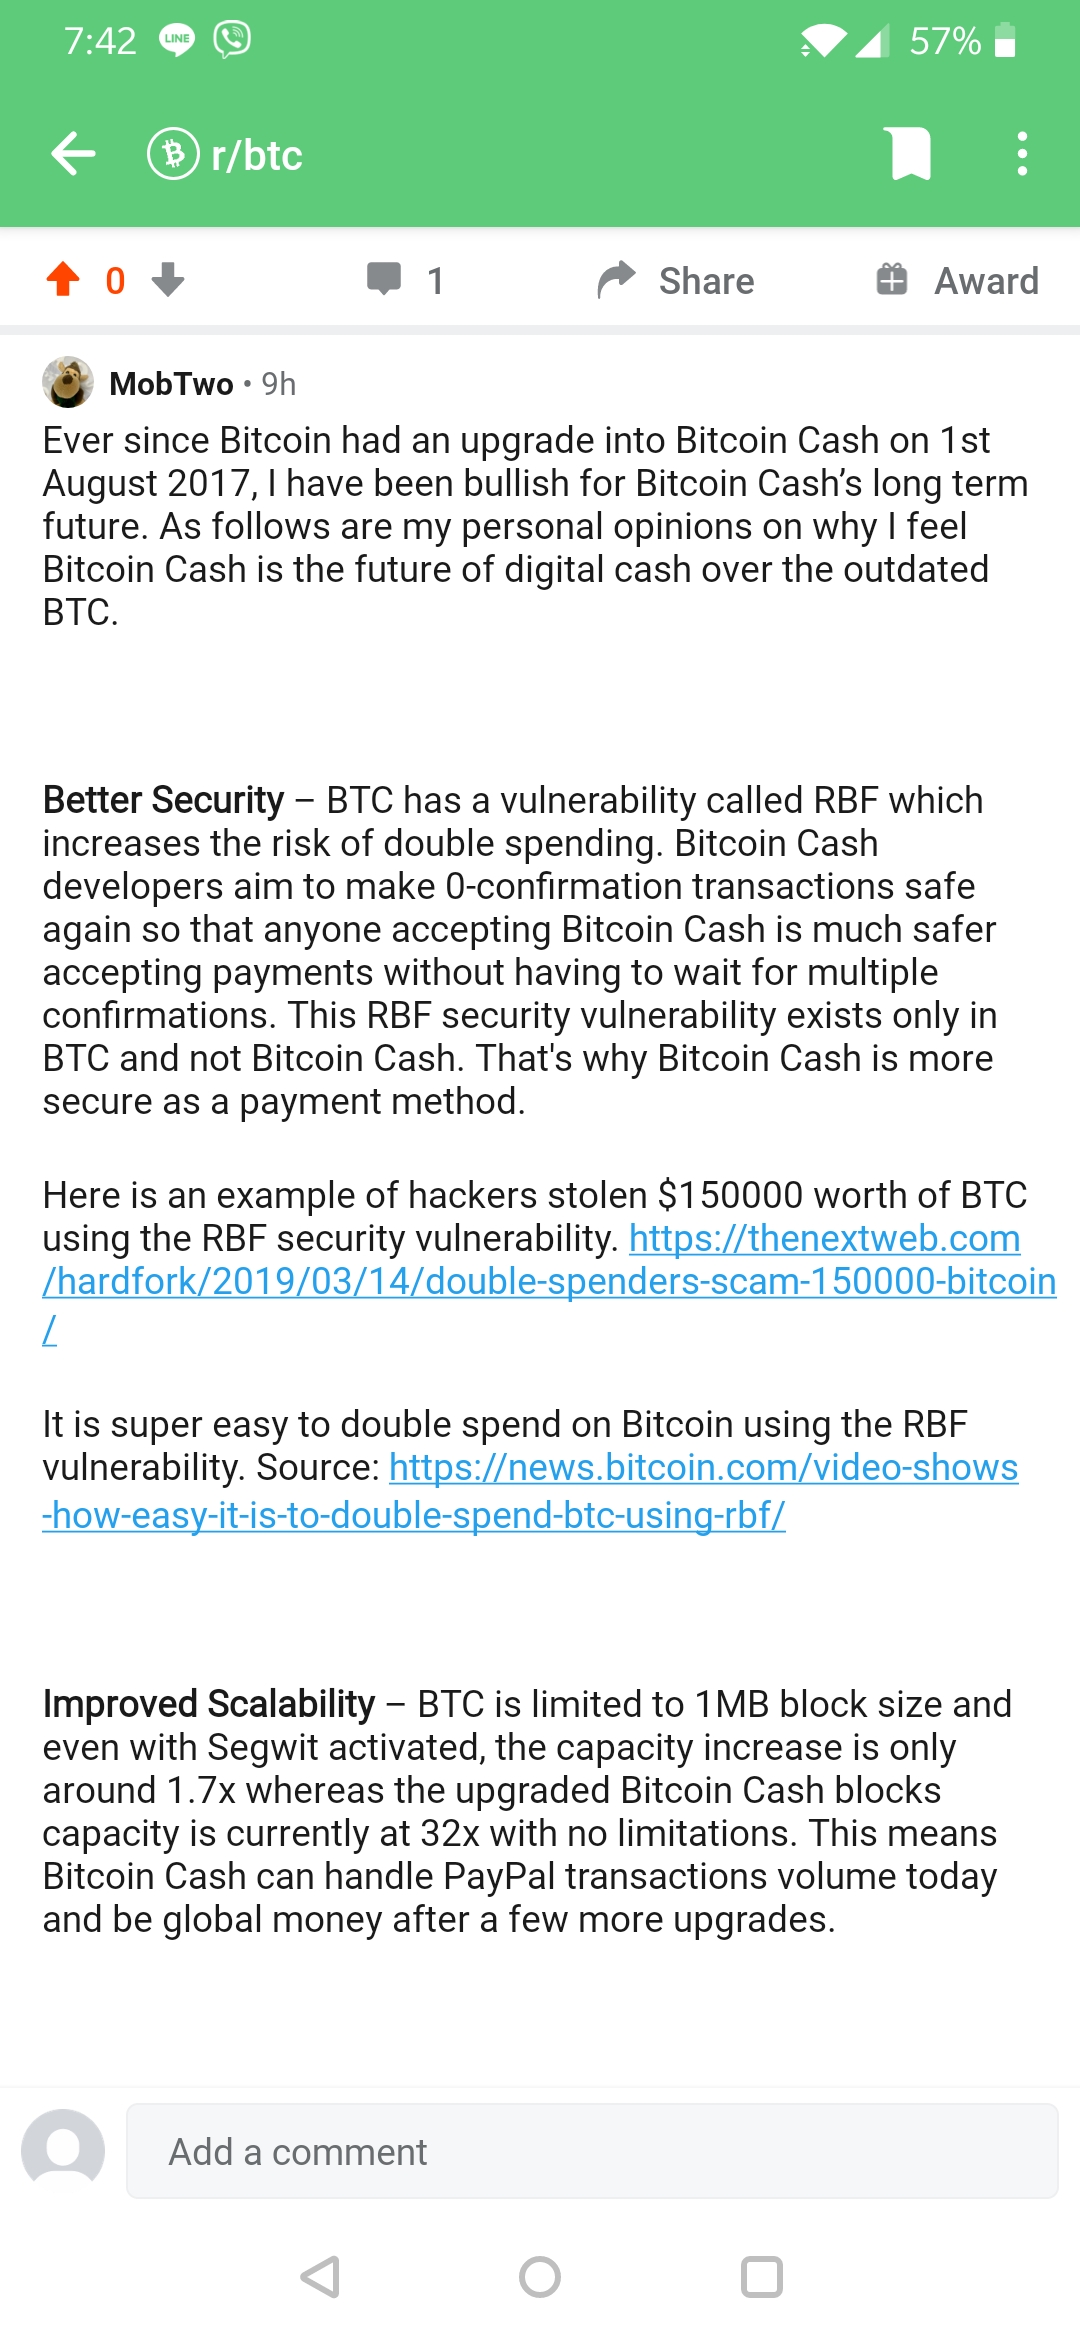 7:42 LINE 57%
r/btc
0 1 Share Award
MobTwo • 9h
Ever since Bitcoin had an upgrade into Bitcoin Cash on 1st
August 2017, I have been bullish for Bitcoin Cash’s long term
future. As follows are my personal opinions on why I feel
Bitcoin Cash is the future of digital cash over the outdated
BTC.
Better Security – BTC has a vulnerability called RBF which
increases the risk of double spending. Bitcoin Cash
developers aim to make 0-confirmation transactions safe
again so that anyone accepting Bitcoin Cash is much safer
accepting payments without having to wait for multiple
confirmations. This RBF security vulnerability exists only in
BTC and not Bitcoin Cash. That's why Bitcoin Cash is more
secure as a payment method.
Here is an example of hackers stolen $150000 worth of BTC
using the RBF security vulnerability. https://thenextweb.com
/hardfork/2019/03/14/double-spenders-scam-150000-bitcoin
/
It is super easy to double spend on Bitcoin using the RBF
vulnerability. Source: https://news.bitcoin.com/video-shows
-how-easy-it-is-to-double-spend-btc-using-rbf/
Improved Scalability – BTC is limited to 1MB block size and
even with Segwit activated, the capacity increase is only
around 1.7x whereas the upgraded Bitcoin Cash blocks
capacity is currently at 32x with no limitations. This means
Bitcoin Cash can handle PayPal transactions volume today
and be global money after a few more upgrades.
Add a comment